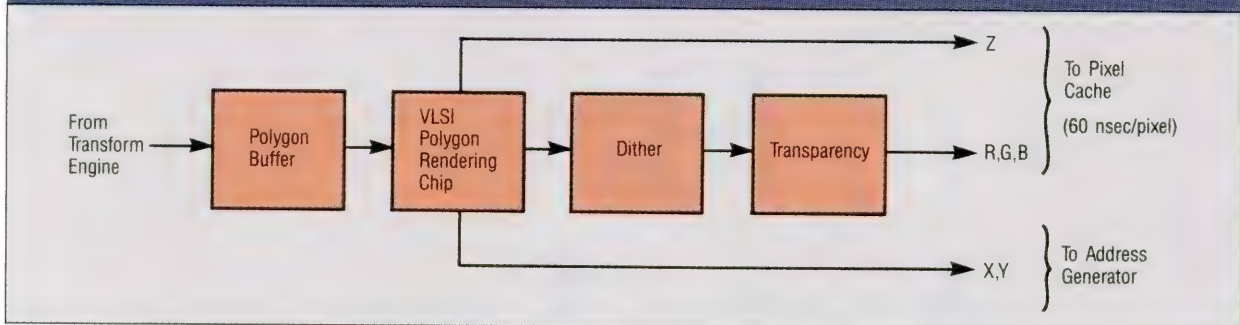 From
Transform
Engine
Polygon
Buffer
VLSI
Polygon
Rendering
Chip
Dither
Transparency
Z
R,G,B
X,Y
To Pixel
Cache
(60 nsec/pixel)
To Address
Generator